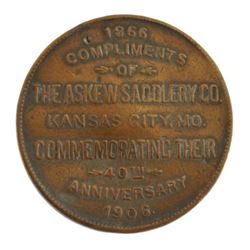 1866
COMPLIMENTS
OF
THE ASKEW SADDLERY CO.
KANSAS CITY, MO.
COMMEMORATING THEIR
40TH
ANNIVERSARY
1906